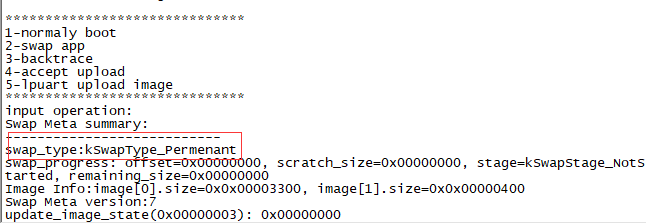 ******************************
1-normaly boot
2-swap app
3-backtrace
4-accept upload
5-lpuart upload image
******************************
input operation:
Swap Meta summary:
---------------------------
swap_type:kSwapType_Permenant
swap_progress: offset=0x00000000, scratch_size=0x00000000, stage=kSwapStage_NotS
tarted, remaining_size=0x00000000
Image Info:image[0].size=0x0x00003300, image[1].size=0x0x00000400
Swap Meta version:7
update_image_state(0x00000003): 0x00000000